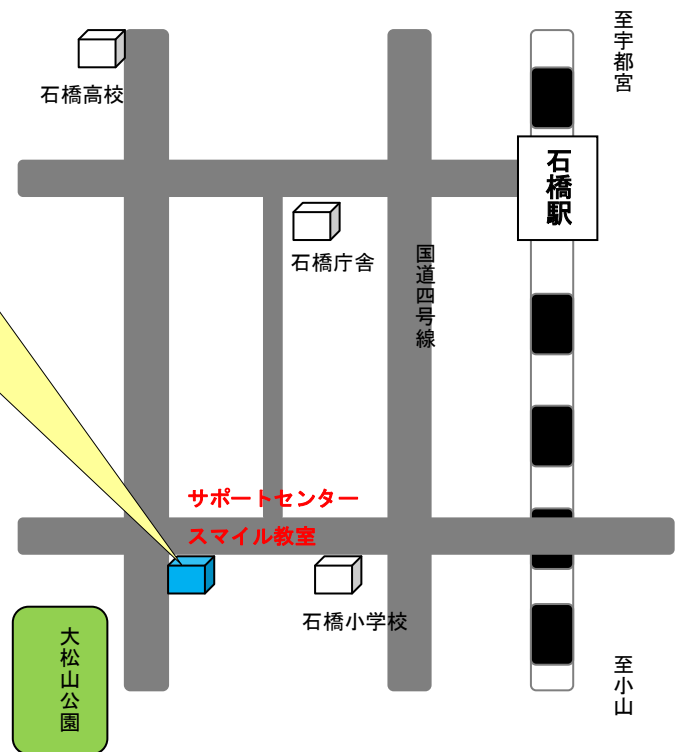 至宇都宮
石橋高校
石橋駅
石橋庁舎
国道四号線
サポートセンター
スマイル教室
石橋小学校
大松山公園
至小山